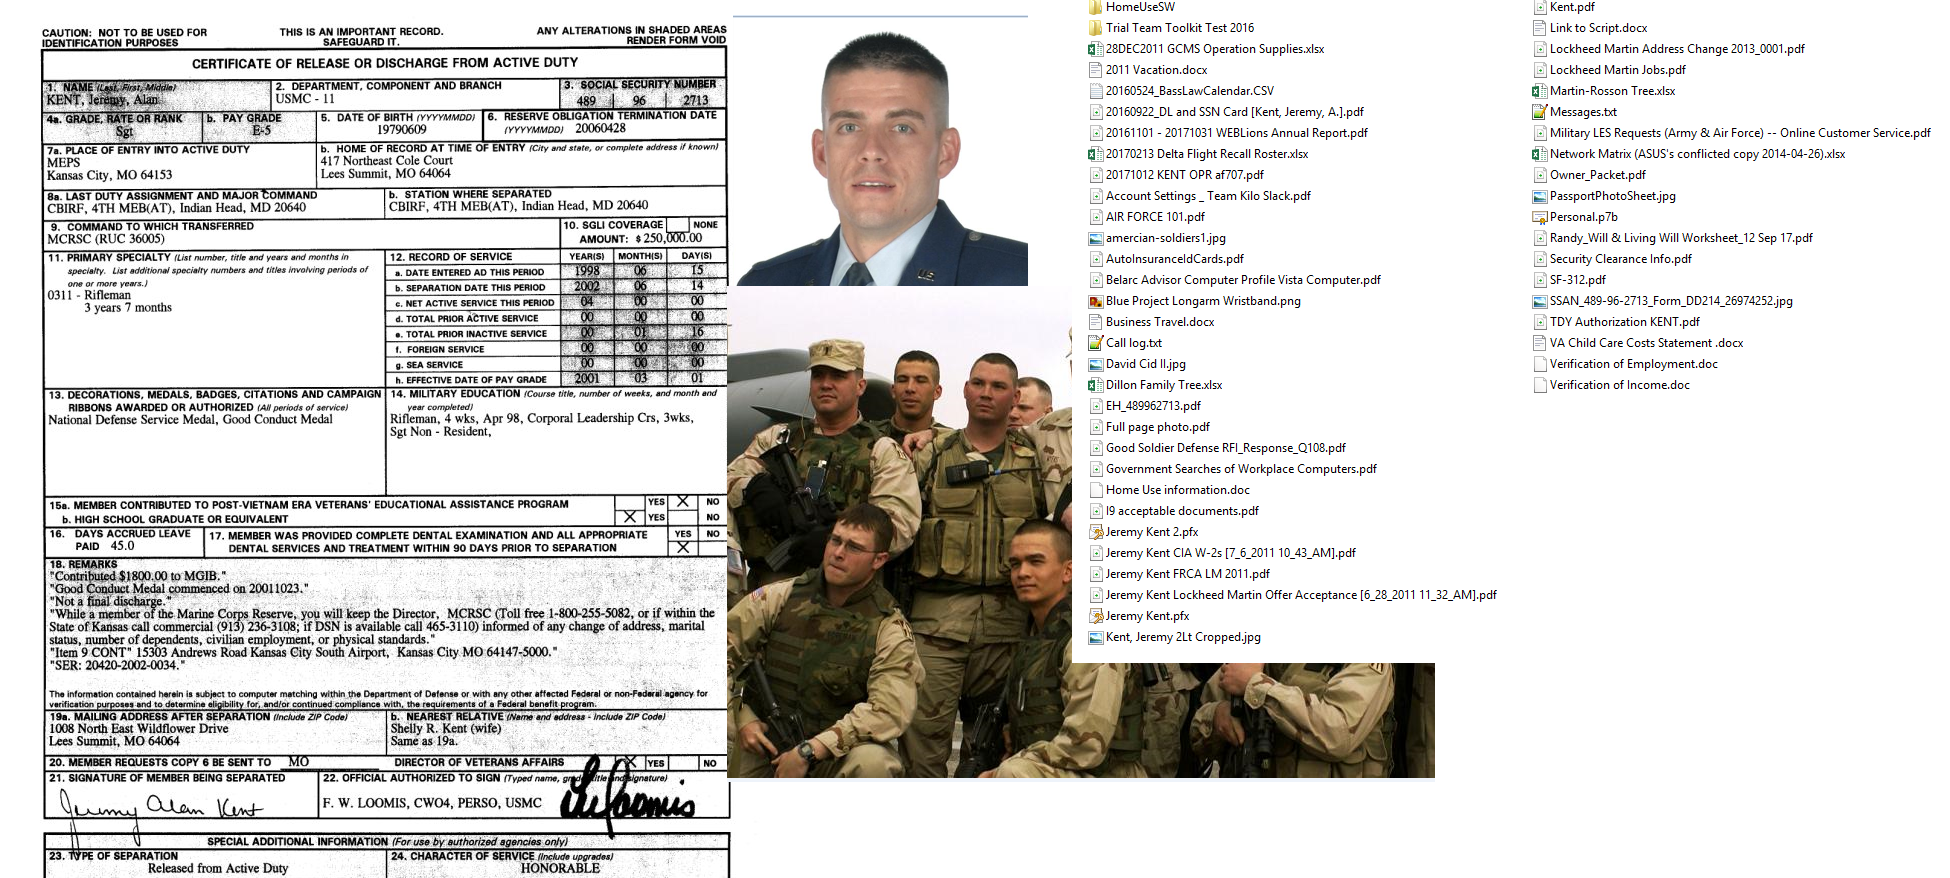 CAUTION: NOT TO BE USED FOR IDENTIFICATION PURPOSES
THIS IS AN IMPORTANT RECORD. SAFEGUARD IT.
ANY ALTERATIONS IN SHADED AREAS RENDER FORM VOID
CERTIFICATE OF RELEASE OR DISCHARGE FROM ACTIVE DUTY
1. NAME (Last, First, Middle)
KENT, Jeremy, Alan
2. DEPARTMENT, COMPONENT AND BRANCH
USMC - 11
3. SOCIAL SECURITY NUMBER
489 96 2713
4a. GRADE, RATE OR RANK
Sgt
b. PAY GRADE
E-5
5. DATE OF BIRTH (YYYYMMDD)
19790609
6. RESERVE OBLIGATION TERMINATION DATE
(YYYYMMDD) 20060428
7a. PLACE OF ENTRY INTO ACTIVE DUTY
MEPS
Kansas City, MO 64153
b. HOME OF RECORD AT TIME OF ENTRY (City and state, or complete address if known)
417 Northeast Cole Court
Lees Summit, MO 64064
8a. LAST DUTY ASSIGNMENT AND MAJOR COMMAND
CBIRF, 4TH MEB(AT), Indian Head, MD 20640
b. STATION WHERE SEPARATED
CBIRF, 4TH MEB(AT), Indian Head, MD 20640
9. COMMAND TO WHICH TRANSFERRED
MCRSC (RUC 36005)
10. SGLI COVERAGE NONE
AMOUNT: $ 250,000.00
11. PRIMARY SPECIALTY (List number, title and years and months in
specialty. List additional specialty numbers and titles involving periods of
one or more years.)
0311 - Rifleman
3 years 7 months
12. RECORD OF SERVICE YEAR(S) MONTH(S) DAY(S)
a. DATE ENTERED AD THIS PERIOD 1998 06 15
b. SEPARATION DATE THIS PERIOD 2002 06 14
c. NET ACTIVE SERVICE THIS PERIOD 04 00 00
d. TOTAL PRIOR ACTIVE SERVICE 00 00 00
e. TOTAL PRIOR INACTIVE SERVICE 00 01 16
f. FOREIGN SERVICE 00 00 00
g. SEA SERVICE 00 00 00
h. EFFECTIVE DATE OF PAY GRADE 2001 03 01
13. DECORATIONS, MEDALS, BADGES, CITATIONS AND CAMPAIGN
RIBBONS AWARDED OR AUTHORIZED (All periods of service)
National Defense Service Medal, Good Conduct Medal
14. MILITARY EDUCATION (Course title, number of weeks, and month and
year completed)
Rifleman, 4 wks, Apr 98, Corporal Leadership Crs, 3wks,
Sgt Non - Resident,
15a. MEMBER CONTRIBUTED TO POST-VIETNAM ERA VETERANS' EDUCATIONAL ASSISTANCE PROGRAM YES X NO
b. HIGH SCHOOL GRADUATE OR EQUIVALENT X YES NO
16. DAYS ACCRUED LEAVE
PAID 45.0
17. MEMBER WAS PROVIDED COMPLETE DENTAL EXAMINATION AND ALL APPROPRIATE YES NO
DENTAL SERVICES AND TREATMENT WITHIN 90 DAYS PRIOR TO SEPARATION X
18. REMARKS
"Contributed $1800.00 to MGIB."
"Good Conduct Medal commenced on 20011023."
"Not a final discharge."
"While a member of the Marine Corps Reserve, you will keep the Director, MCRSC (Toll free 1-800-255-5082, or if within the
State of Kansas call commercial (913) 236-3108; if DSN is available call 465-3110) informed of any change of address, marital
status, number of dependents, civilian employment, or physical standards."
"Item 9 CONT" 15303 Andrews Road Kansas City South Airport, Kansas City MO 64147-5000."
"SER: 20420-2002-0034."
The information contained herein is subject to computer matching within the Department of Defense or with any other affected Federal or non-Federal agency for
verification purposes and to determine eligibility for, and/or continued compliance with, the requirements of a Federal benefit program.
19a. MAILING ADDRESS AFTER SEPARATION (Include ZIP Code)
1008 North East Wildflower Drive
Lees Summit, MO 64064
b. NEAREST RELATIVE (Name and address - include ZIP Code)
Shelly R. Kent (wife)
Same as 19a.
20. MEMBER REQUESTS COPY 6 BE SENT TO MO DIRECTOR OF VETERANS AFFAIRS X YES NO
21. SIGNATURE OF MEMBER BEING SEPARATED
Jeremy Alan Kent
22. OFFICIAL AUTHORIZED TO SIGN (Typed name, grade, title and signature)
F. W. LOOMIS, CWO4, PERSO, USMC
SPECIAL ADDITIONAL INFORMATION (For use by authorized agencies only)
23. TYPE OF SEPARATION
Released from Active Duty
24. CHARACTER OF SERVICE (Include upgrades)
HONORABLE
U.S.
HomeUseSW
Trial Team Toolkit Test 2016
28DEC2011 GCMS Operation Supplies.xlsx
2011 Vacation.docx
20160524_BassLawCalendar.CSV
20160922_DL and SSN Card [Kent, Jeremy, A.].pdf
20161101 - 20171031 WEBLions Annual Report.pdf
20170213 Delta Flight Recall Roster.xlsx
20171012 KENT OPR af707.pdf
Account Settings _ Team Kilo Slack.pdf
AIR FORCE 101.pdf
amercian-soldiers1.jpg
AutoInsuranceIdCards.pdf
Belarc Advisor Computer Profile Vista Computer.pdf
Blue Project Longarm Wristband.png
Business Travel.docx
Call log.txt
David Cid II.jpg
Dillon Family Tree.xlsx
EH_489962713.pdf
Full page photo.pdf
Good Soldier Defense RFI_Response_Q108.pdf
Government Searches of Workplace Computers.pdf
Home Use information.doc
I9 acceptable documents.pdf
Jeremy Kent 2.pfx
Jeremy Kent CIA W-2s [7_6_2011 10_43_AM].pdf
Jeremy Kent FRCA LM 2011.pdf
Jeremy Kent Lockheed Martin Offer Acceptance [6_28_2011 11_32_AM].pdf
Jeremy Kent.pfx
Kent, Jeremy 2Lt Cropped.jpg
Kent.pdf
Link to Script.docx
Lockheed Martin Address Change 2013_0001.pdf
Lockheed Martin Jobs.pdf
Martin-Rosson Tree.xlsx
Messages.txt
Military LES Requests (Army & Air Force) -- Online Customer Service.pdf
Network Matrix (ASUS's conflicted copy 2014-04-26).xlsx
Owner_Packet.pdf
PassportPhotoSheet.jpg
Personal.p7b
Randy_Will & Living Will Worksheet_12 Sep 17.pdf
Security Clearance Info.pdf
SF-312.pdf
SSAN_489-96-2713_Form_DD214_26974252.jpg
TDY Authorization KENT.pdf
VA Child Care Costs Statement .docx
Verification of Employment.doc
Verification of Income.doc